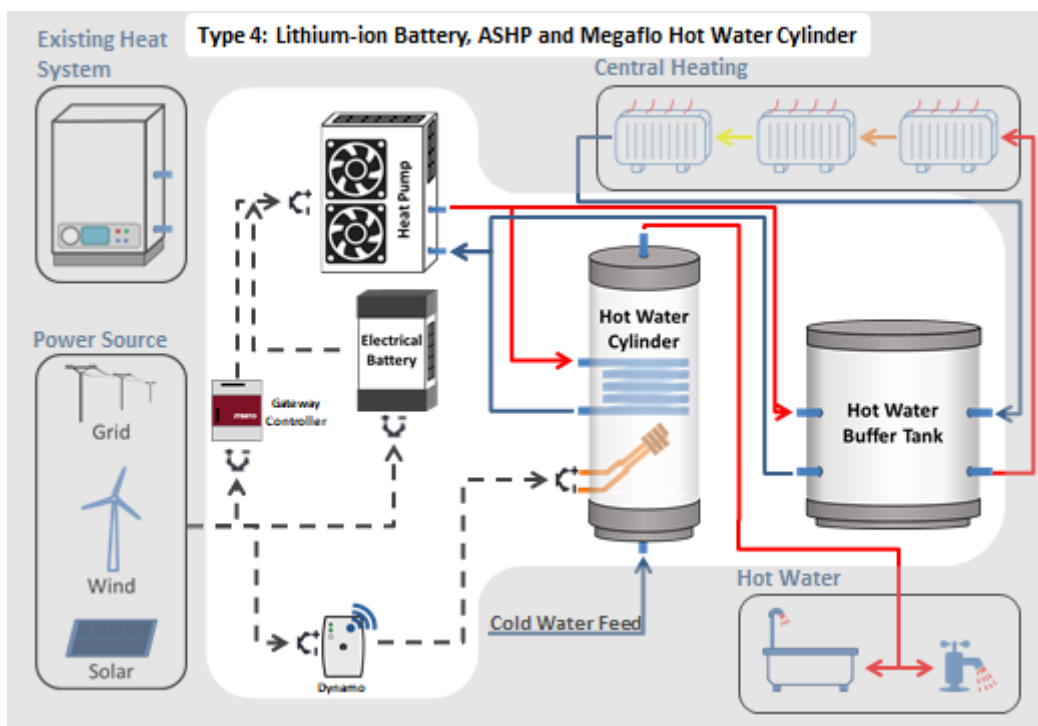 Type 4: Lithium-ion Battery, ASHP and Megaflo Hot Water Cylinder
Existing Heat
System
Central Heating
Heat Pump
Hot Water
Cylinder
Electrical
Battery
Power Source
Grid
Gateway
Controller
Hot Water
Buffer Tank
Wind
Hot Water
Cold Water Feed
Solar
Dynamo